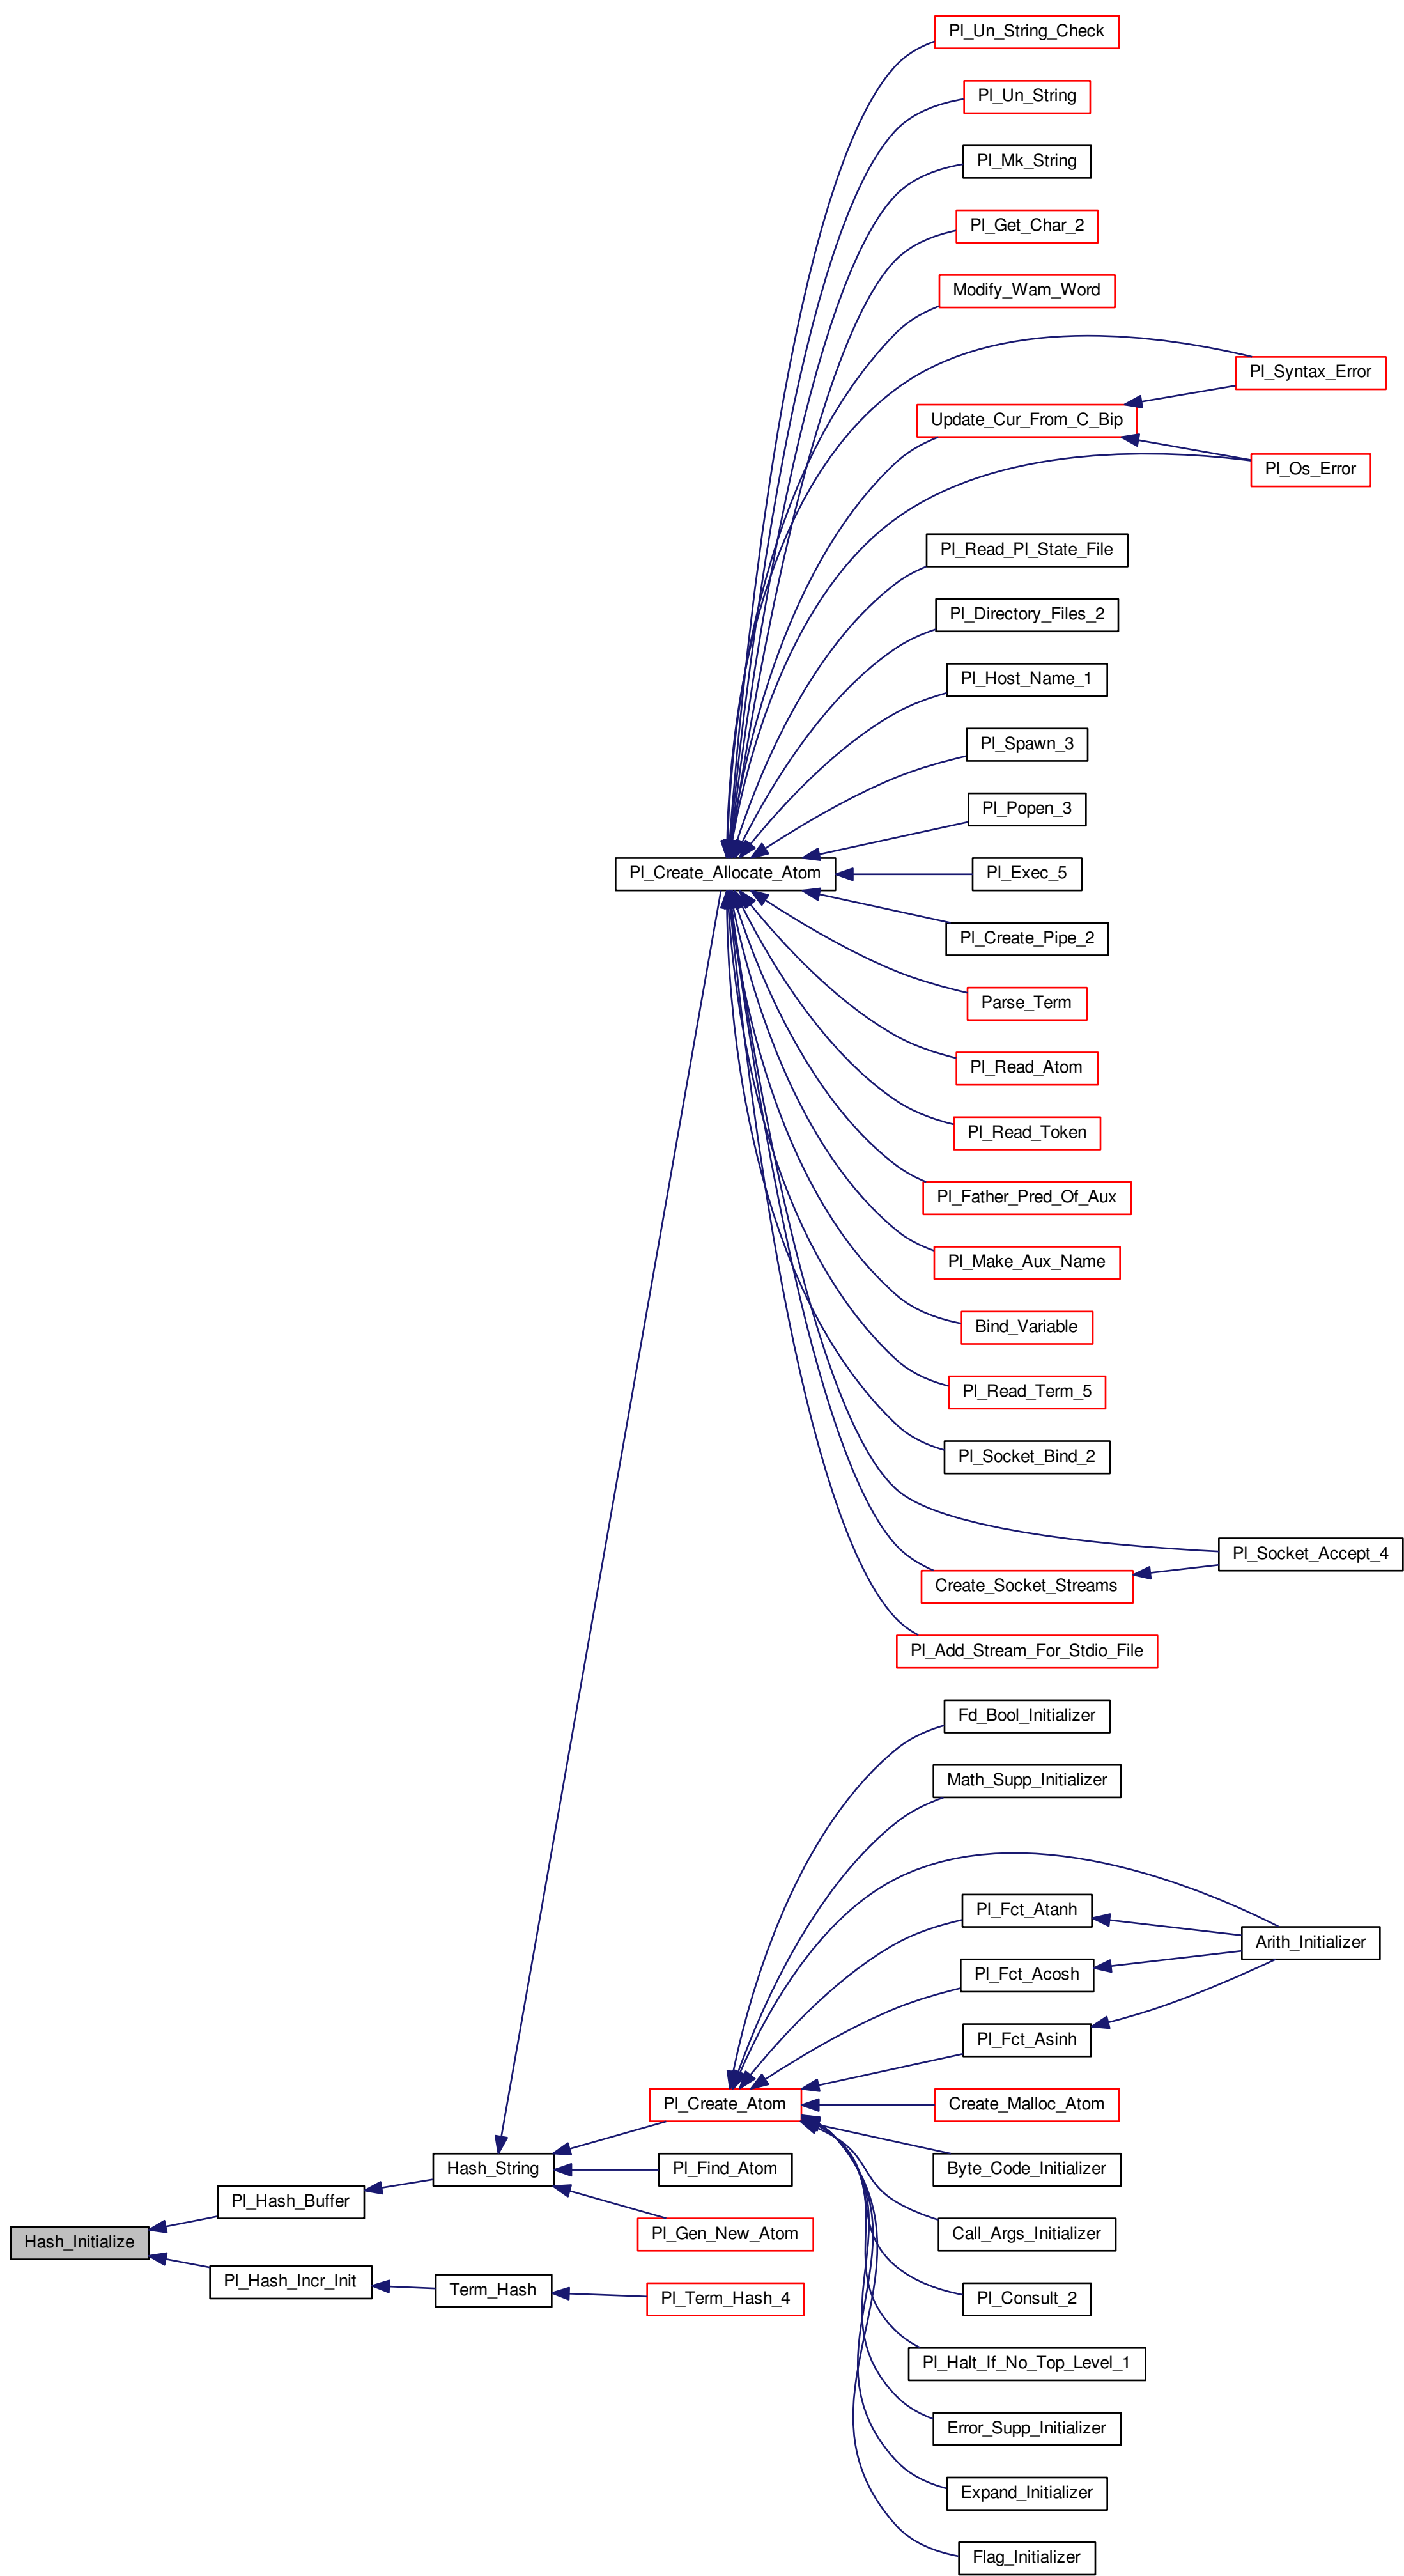 Pl_Un_String_Check
Pl_Un_String
Pl_Mk_String
Pl_Get_Char_2
Modify_Wam_Word
Pl_Syntax_Error
Update_Cur_From_C_Bip
Pl_Os_Error
Pl_Read_Pl_State_File
Pl_Directory_Files_2
Pl_Host_Name_1
Pl_Spawn_3
Pl_Popen_3
Pl_Create_Allocate_Atom
Pl_Exec_5
Pl_Create_Pipe_2
Parse_Term
Pl_Read_Atom
Pl_Read_Token
Pl_Father_Pred_Of_Aux
Pl_Make_Aux_Name
Bind_Variable
Pl_Read_Term_5
Pl_Socket_Bind_2
Pl_Socket_Accept_4
Create_Socket_Streams
Pl_Add_Stream_For_Stdio_File
Fd_Bool_Initializer
Math_Supp_Initializer
Pl_Fct_Atanh
Arith_Initializer
Pl_Fct_Acosh
Pl_Fct_Asinh
Pl_Create_Atom
Create_Malloc_Atom
Hash_String
Pl_Find_Atom
Byte_Code_Initializer
Pl_Hash_Buffer
Pl_Gen_New_Atom
Call_Args_Initializer
Hash_Initialize
Pl_Hash_Incr_Init
Term_Hash
Pl_Term_Hash_4
Pl_Consult_2
Pl_Halt_If_No_Top_Level_1
Error_Supp_Initializer
Expand_Initializer
Flag_Initializer